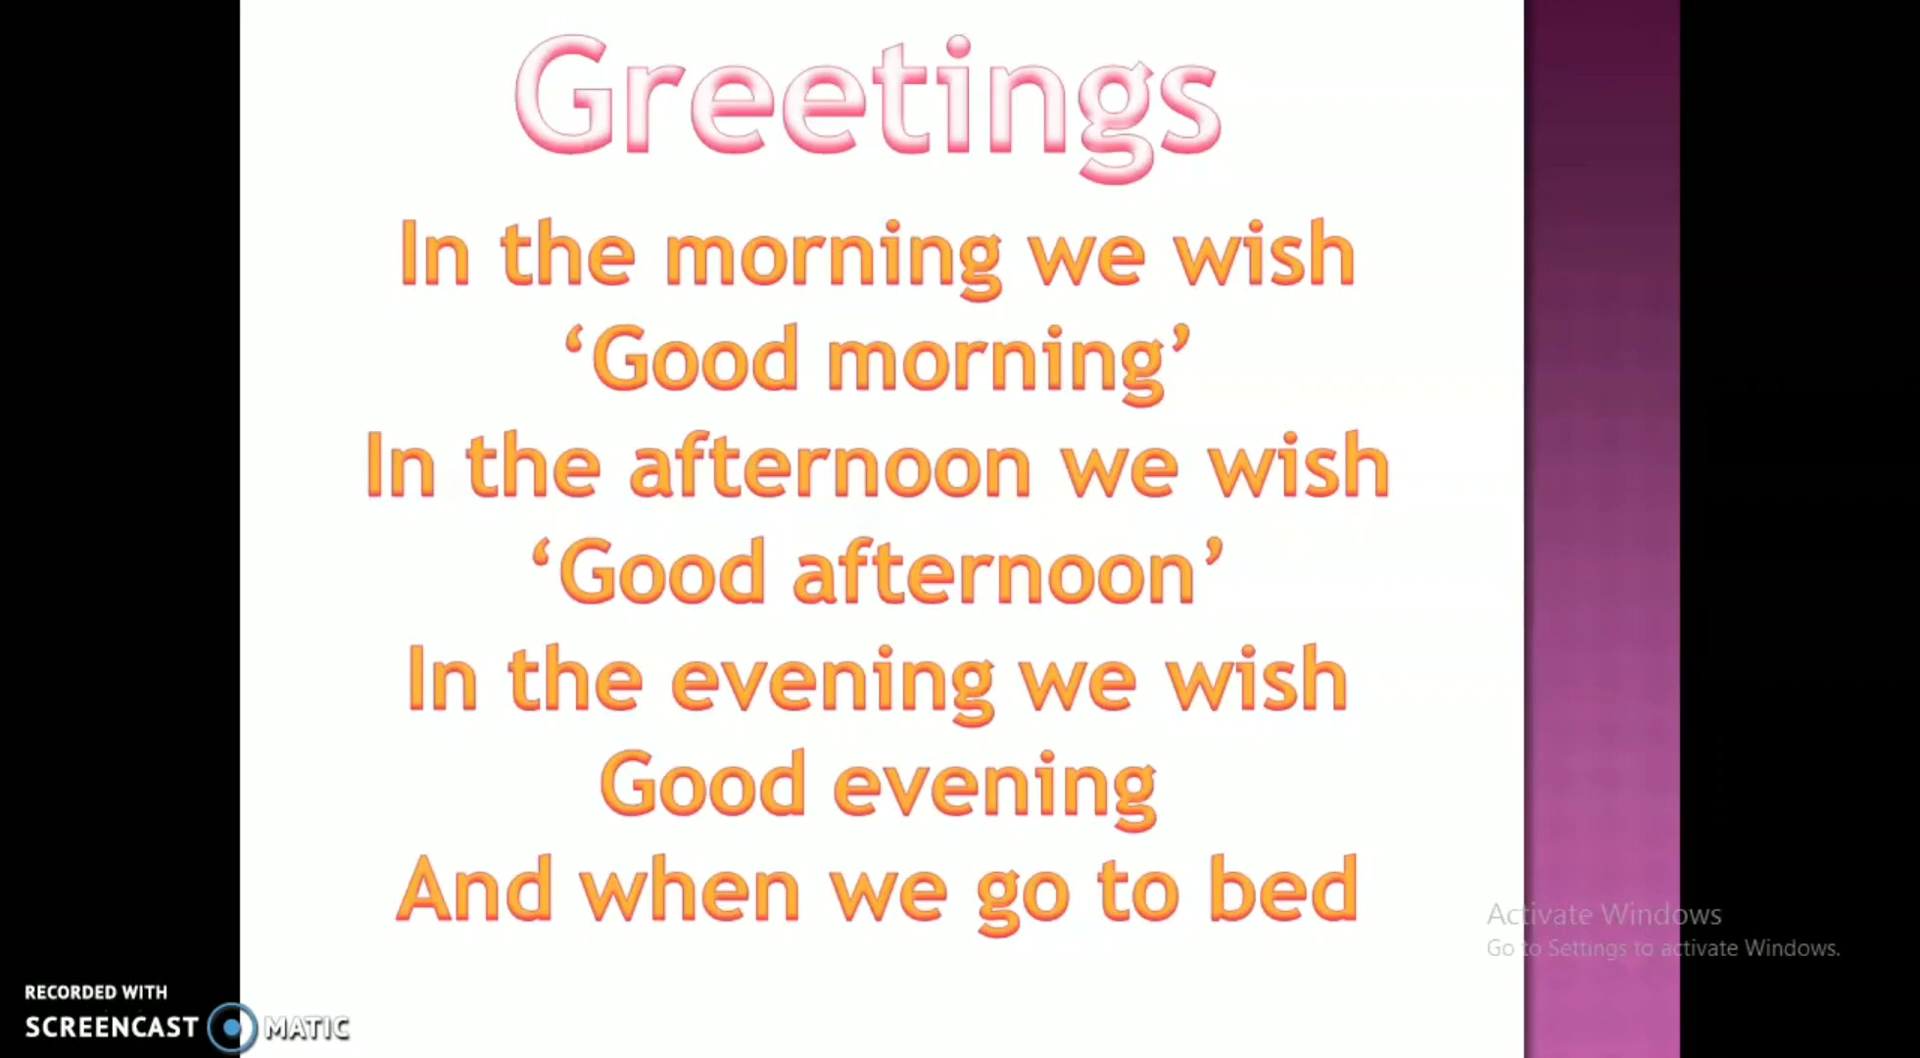 Greetings
In the morning we wish
‘Good morning’
In the afternoon we wish
‘Good afternoon’
In the evening we wish
Good evening
And when we go to bed
Activate Windows
Go to Settings to activate Windows.
RECORDED WITH
SCREENCAST MATIC